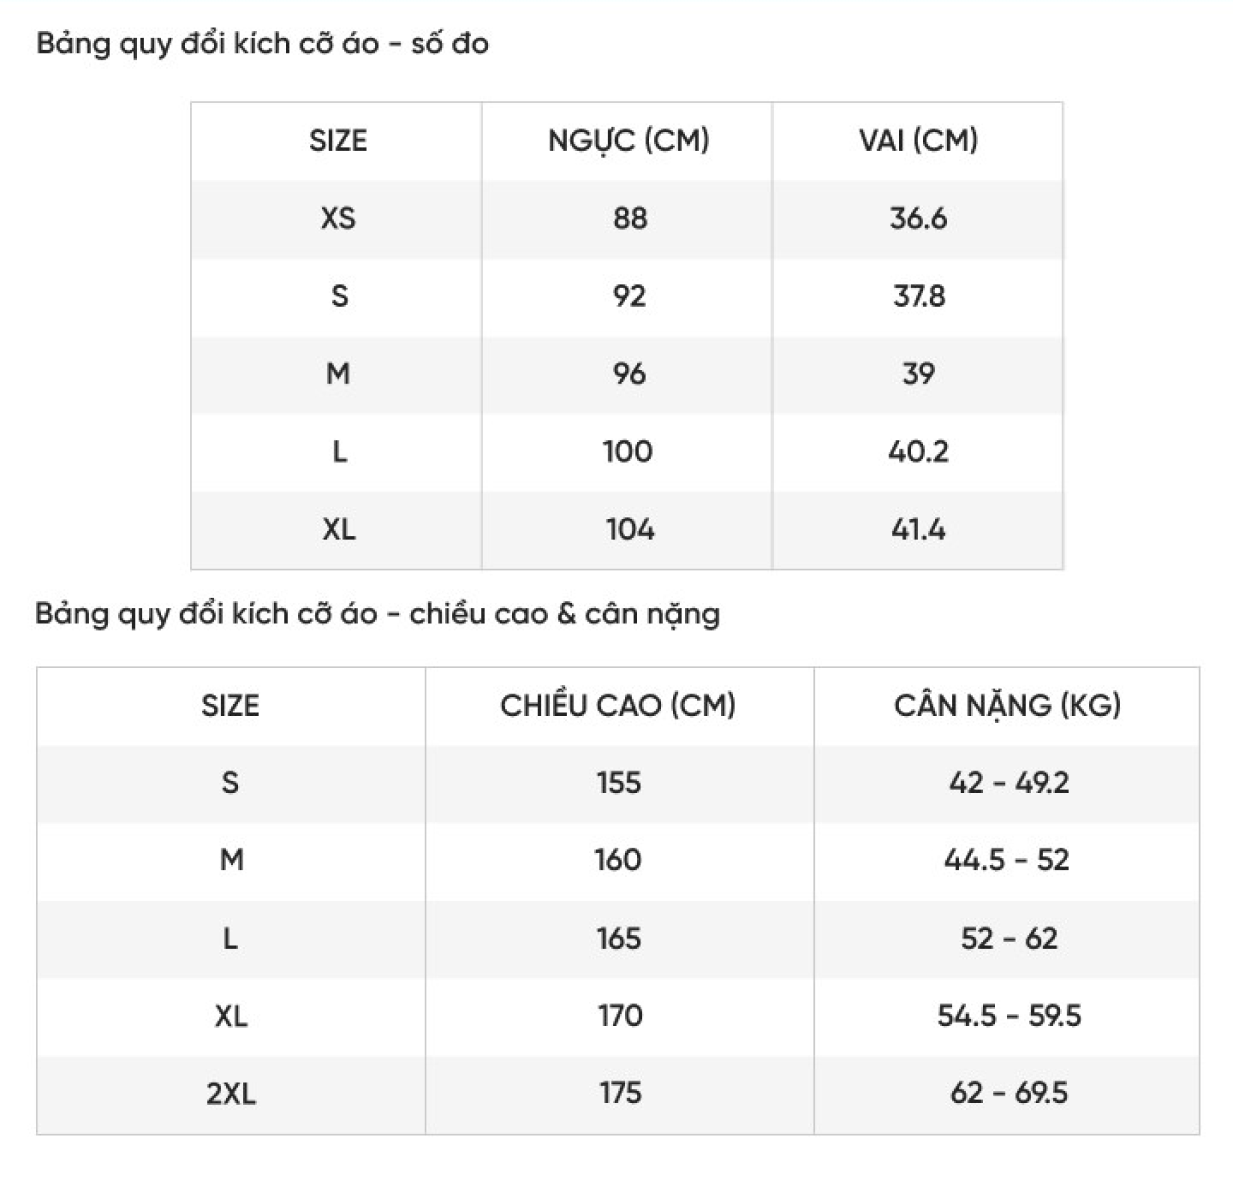 Bảng quy đổi kích cỡ áo - số đo
SIZE NGỰC (CM) VAI (CM)
XS 88 36.6
S 92 37.8
M 96 39
L 100 40.2
XL 104 41.4
Bảng quy đổi kích cỡ áo - chiều cao & cân nặng
SIZE CHIỀU CAO (CM) CÂN NẶNG (KG)
S 155 42 - 49.2
M 160 44.5 - 52
L 165 52 - 62
XL 170 54.5 - 59.5
2XL 175 62 - 69.5